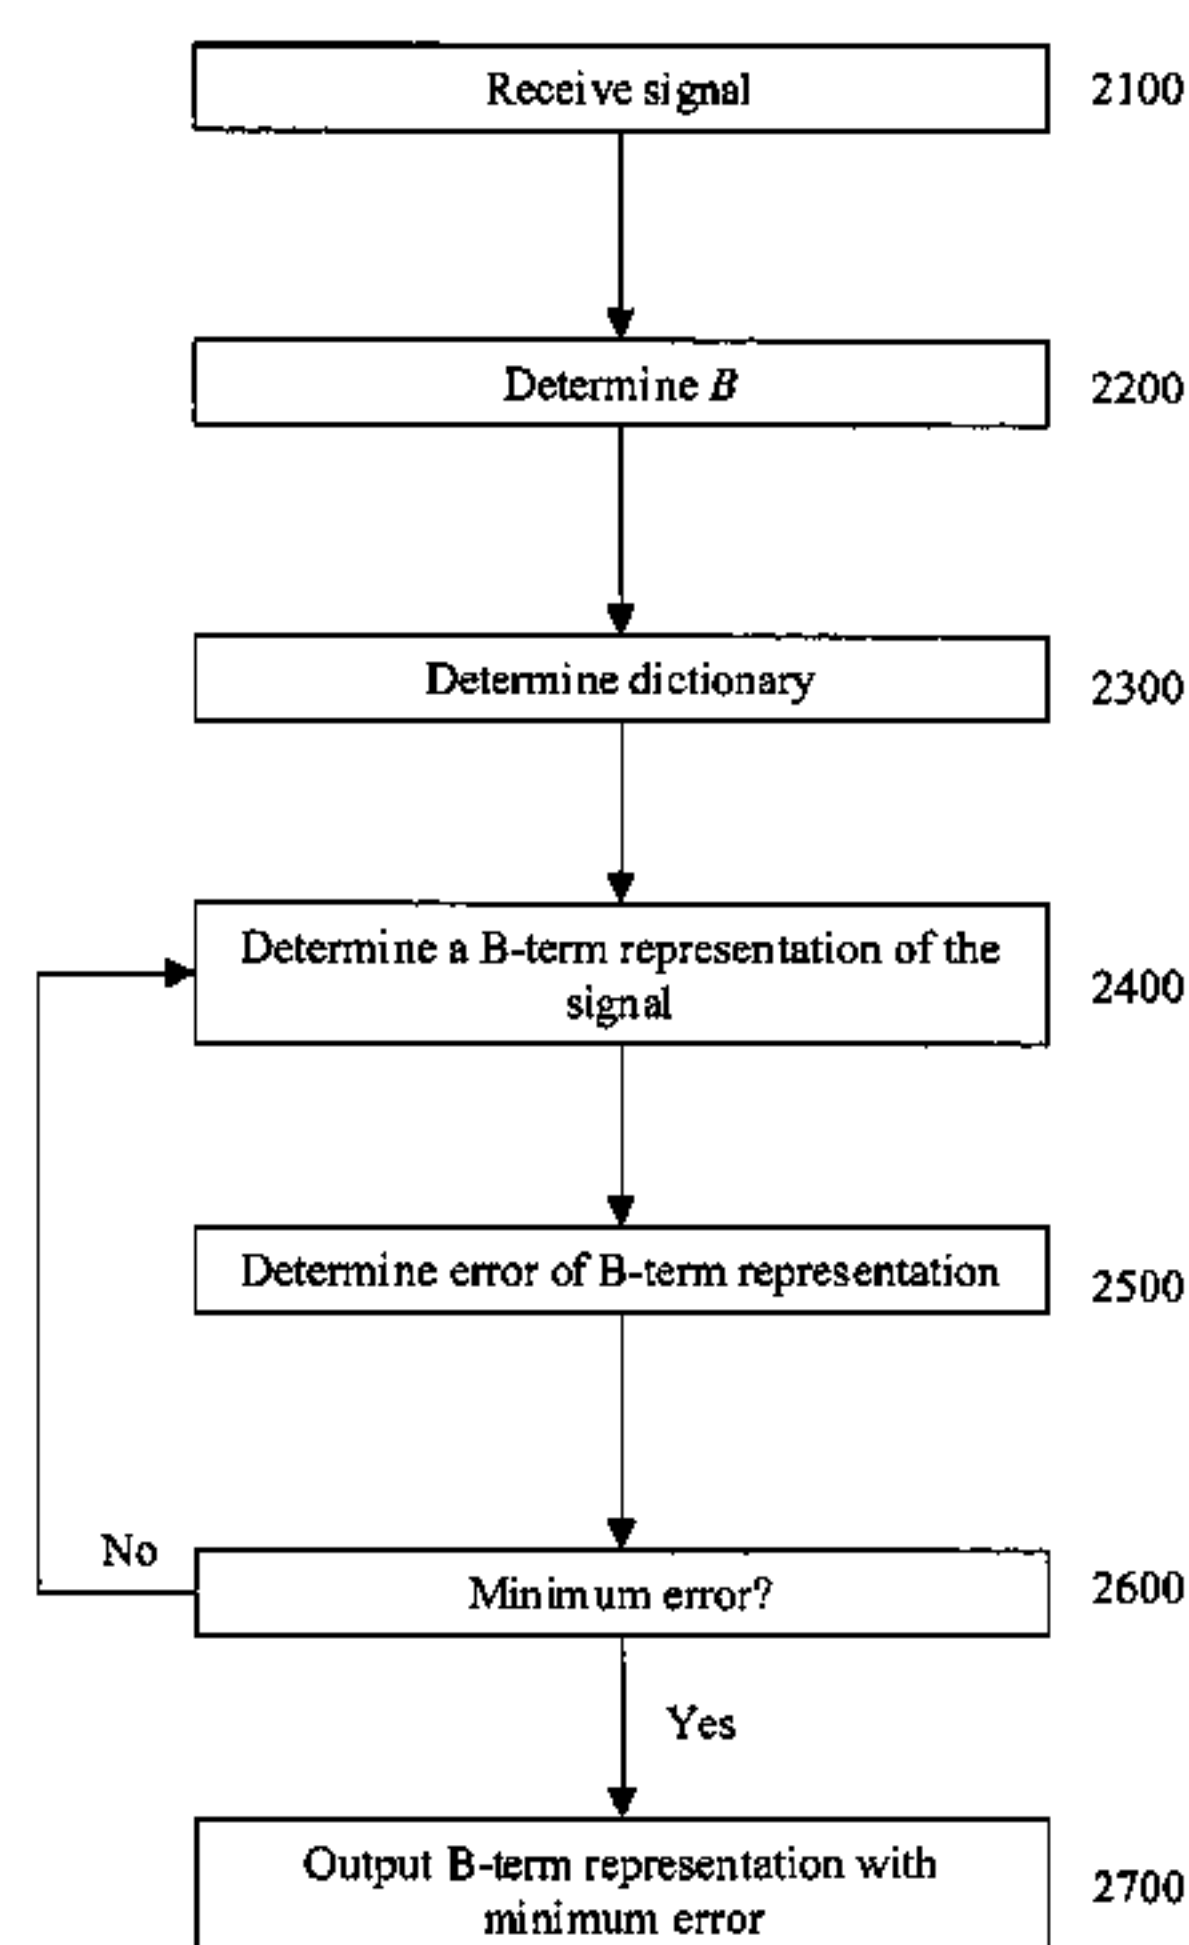 Receive signal 2100
Determine B 2200
Determine dictionary 2300
Determine a B-term representation of the
signal 2400
Determine error of B-term representation 2500
No
Minimum error? 2600
Yes
Output B-term representation with
minimum error 2700